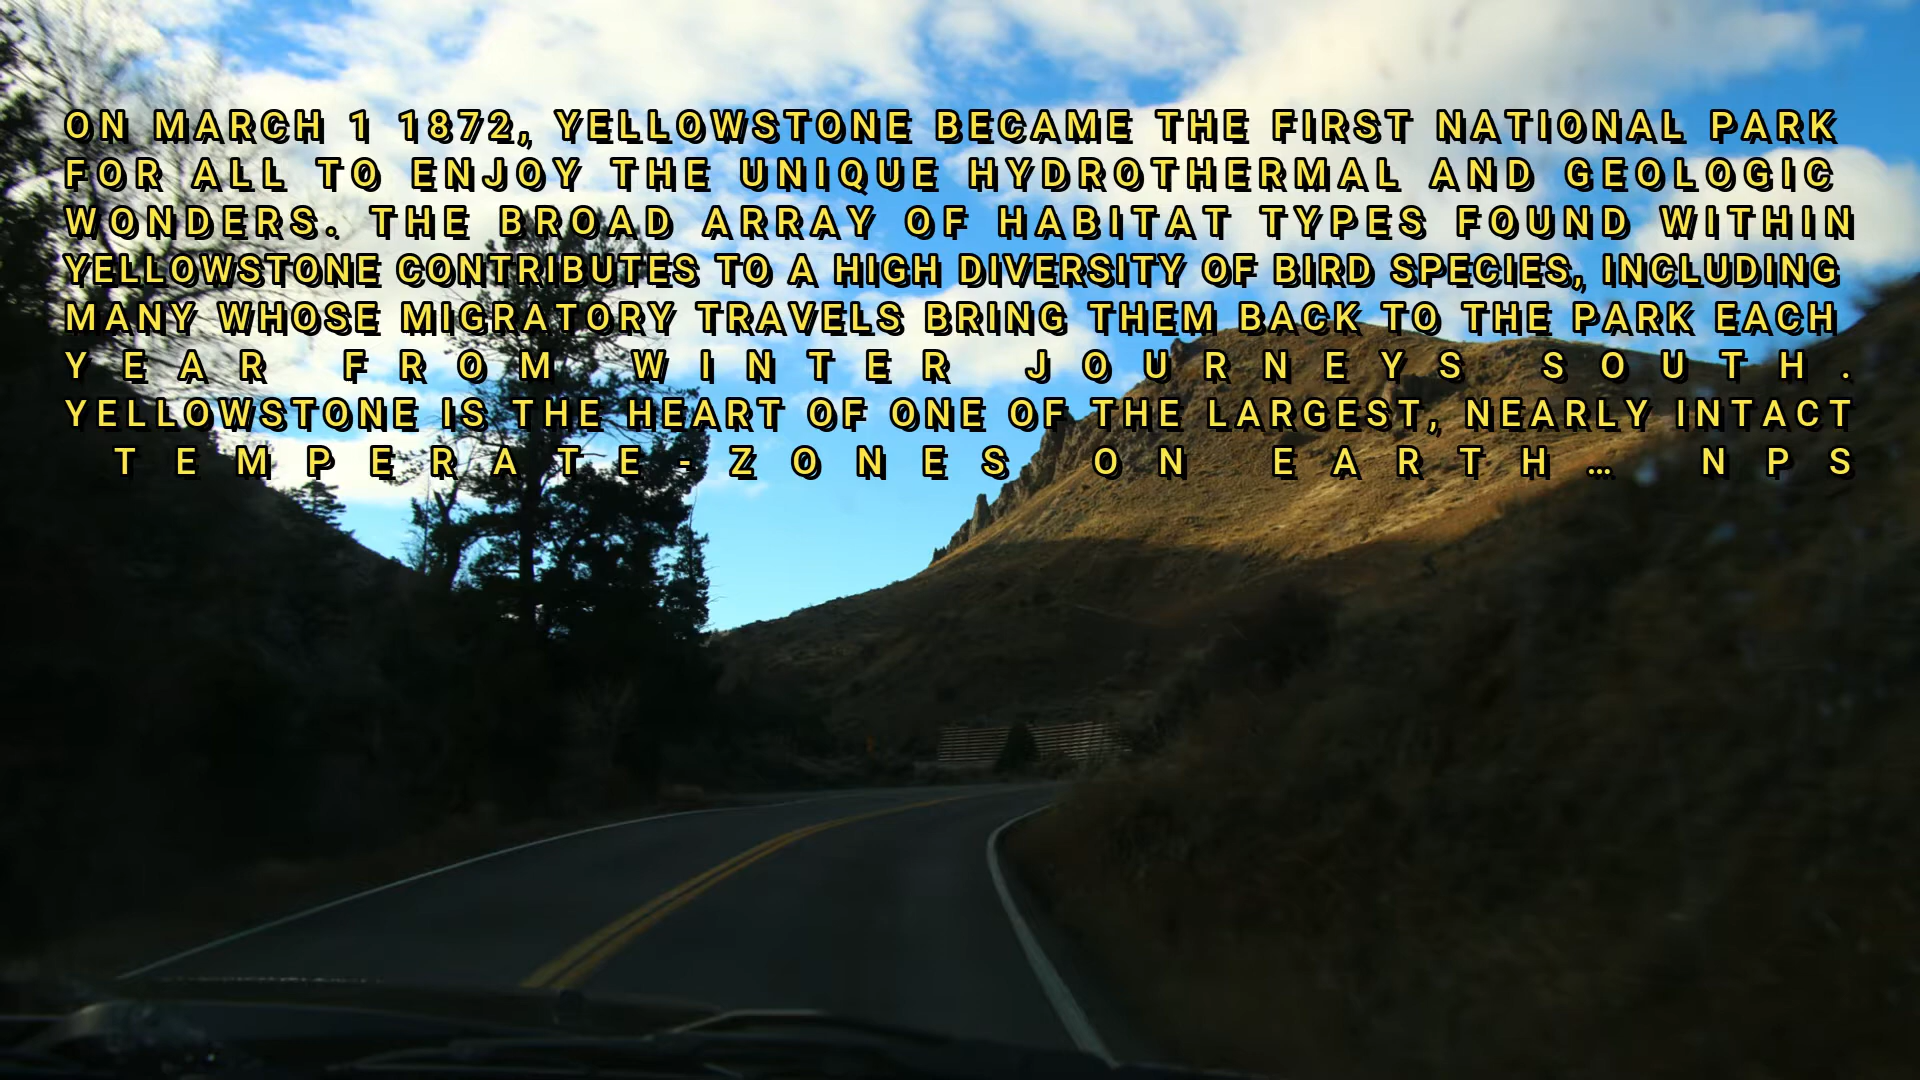 ON MARCH 1 1872, YELLOWSTONE BECAME THE FIRST NATIONAL PARK
FOR ALL TO ENJOY THE UNIQUE HYDROTHERMAL AND GEOLOGIC
WONDERS. THE BROAD ARRAY OF HABITAT TYPES FOUND WITHIN
YELLOWSTONE CONTRIBUTES TO A HIGH DIVERSITY OF BIRD SPECIES, INCLUDING
MANY WHOSE MIGRATORY TRAVELS BRING THEM BACK TO THE PARK EACH
YEAR FROM WINTER JOURNEYS SOUTH.
YELLOWSTONE IS THE HEART OF ONE OF THE LARGEST, NEARLY INTACT
TEMPERATE-ZONES ON EARTH… NPS